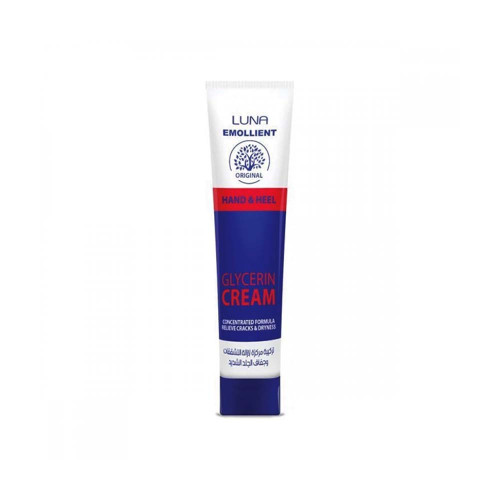 LUNA
EMOLLIENT
ORIGINAL
HAND & HEEL
GLYCERIN
CREAM
CONCENTRATED FORMULA
RELIEVE CRACKS & DRYNESS
تركيبة مركزة لإزالة التشققات
وجفاف الجلد الشديد